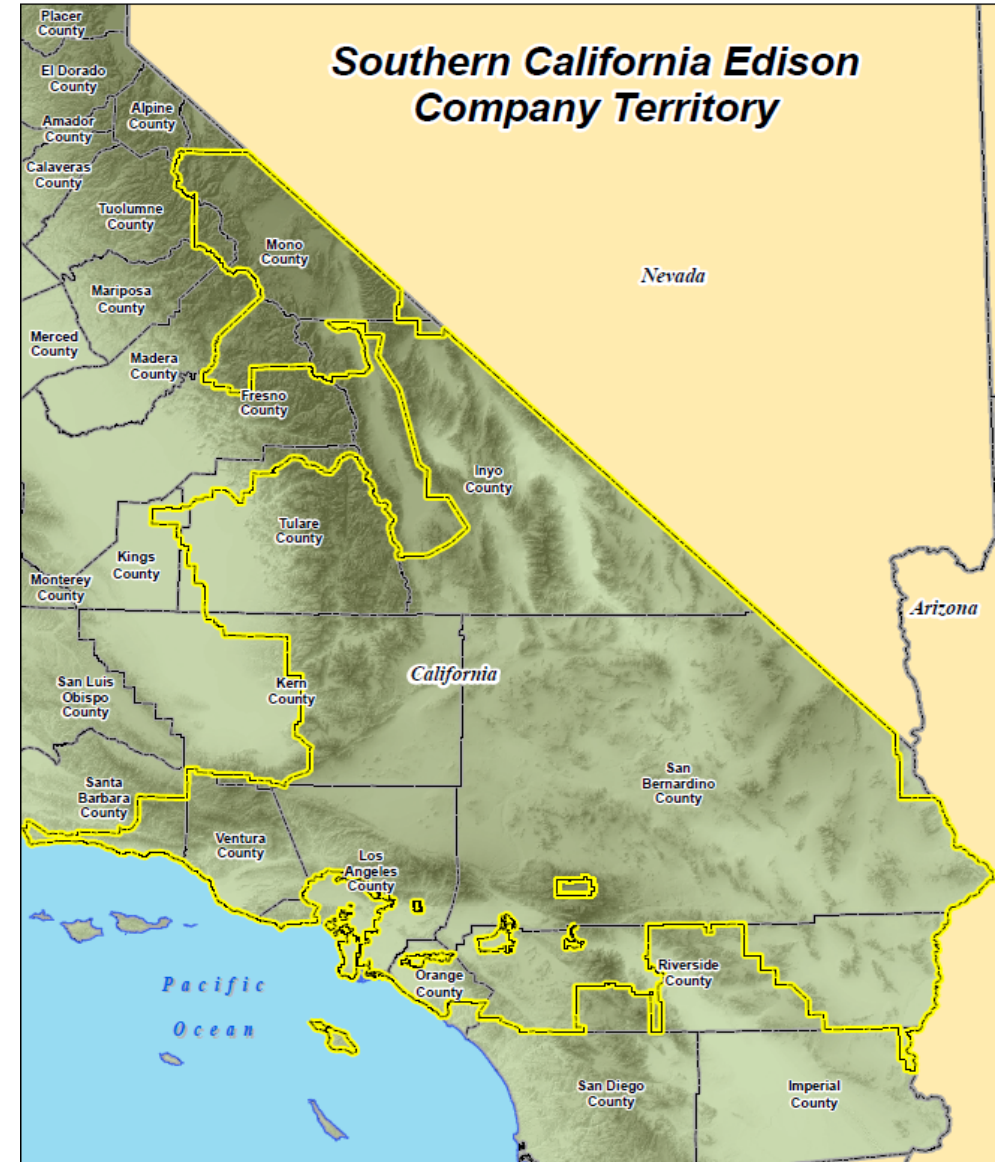 Southern California Edison
Company Territory
Placer
County
El Dorado
County
Alpine
County
Amador
County
Calaveras
County
Tuolumne
County
Mono
County
Nevada
Mariposa
County
Merced
County
Madera
County
Fresno
County
Inyo
County
Tulare
County
Kings
County
Monterey
County
Arizona
California
San Luis
Obispo
County
Kern
County
San
Bernardino
County
Santa
Barbara
County
Ventura
County
Los
Angeles
County
Riverside
County
Orange
County
Pacific
Ocean
San Diego
County
Imperial
County